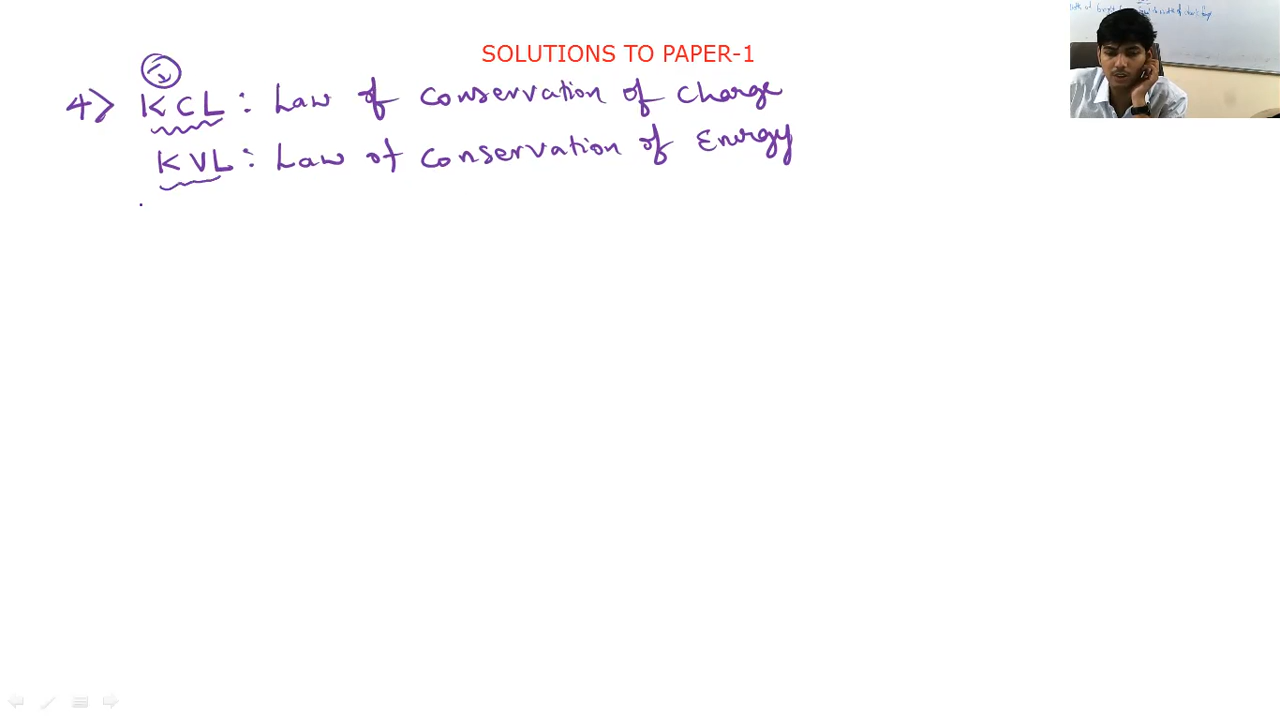 SOLUTIONS TO PAPER-1
4> KCL : Law of conservation of charge
KVL : Law of conservation of Energy